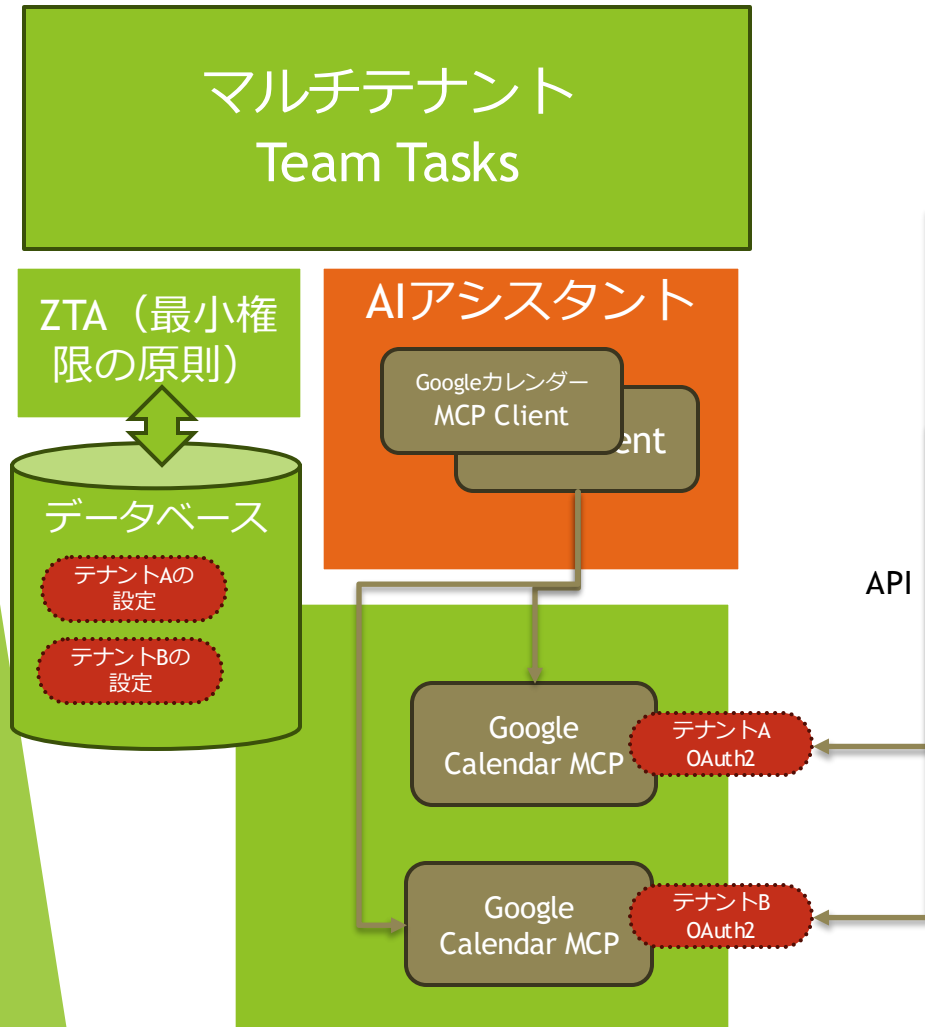 マルチテナント
Team Tasks
ZTA（最小権
限の原則）
AIアシスタント
Googleカレンダー
MCP Client
ent
データベース
テナントAの
設定
テナントBの
設定
API
Google
Calendar MCP
テナントA
OAuth2
Google
Calendar MCP
テナントB
OAuth2